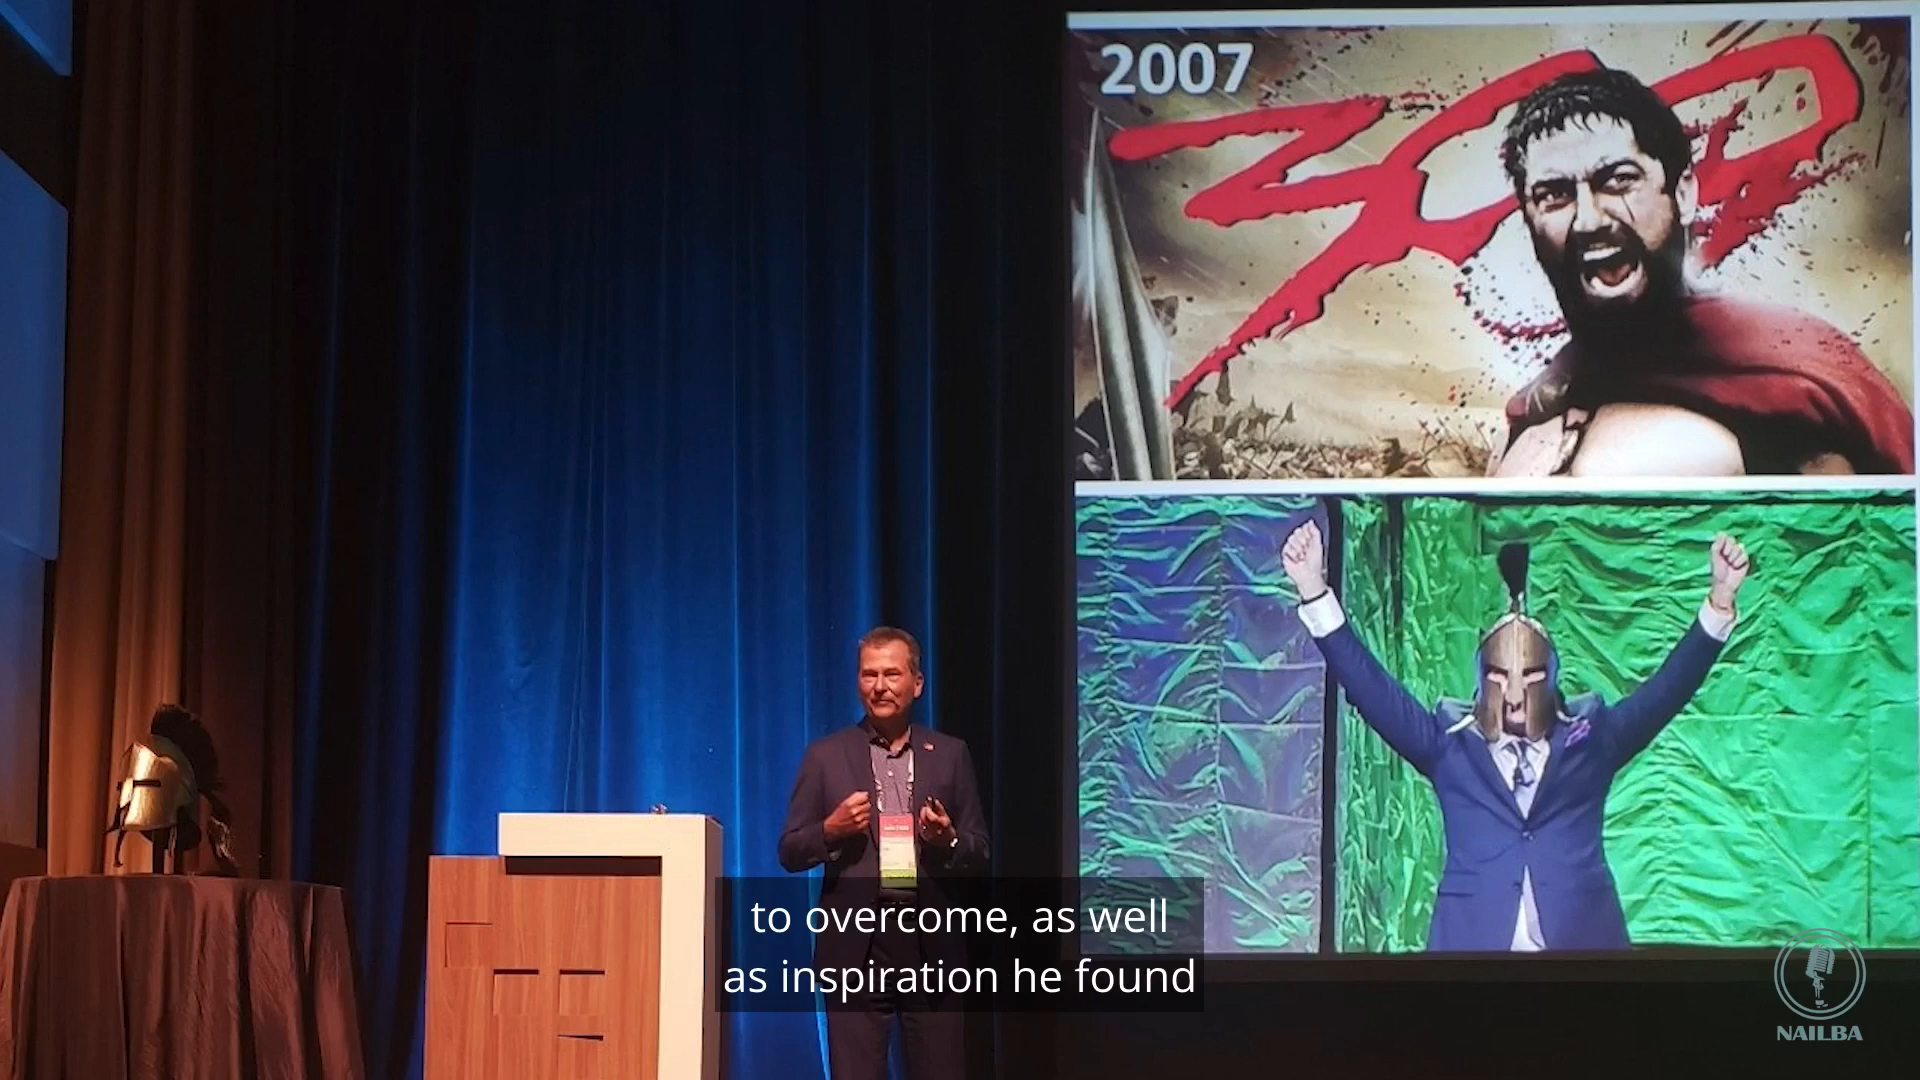 2007
300
to overcome, as well
as inspiration he found
NAILBA